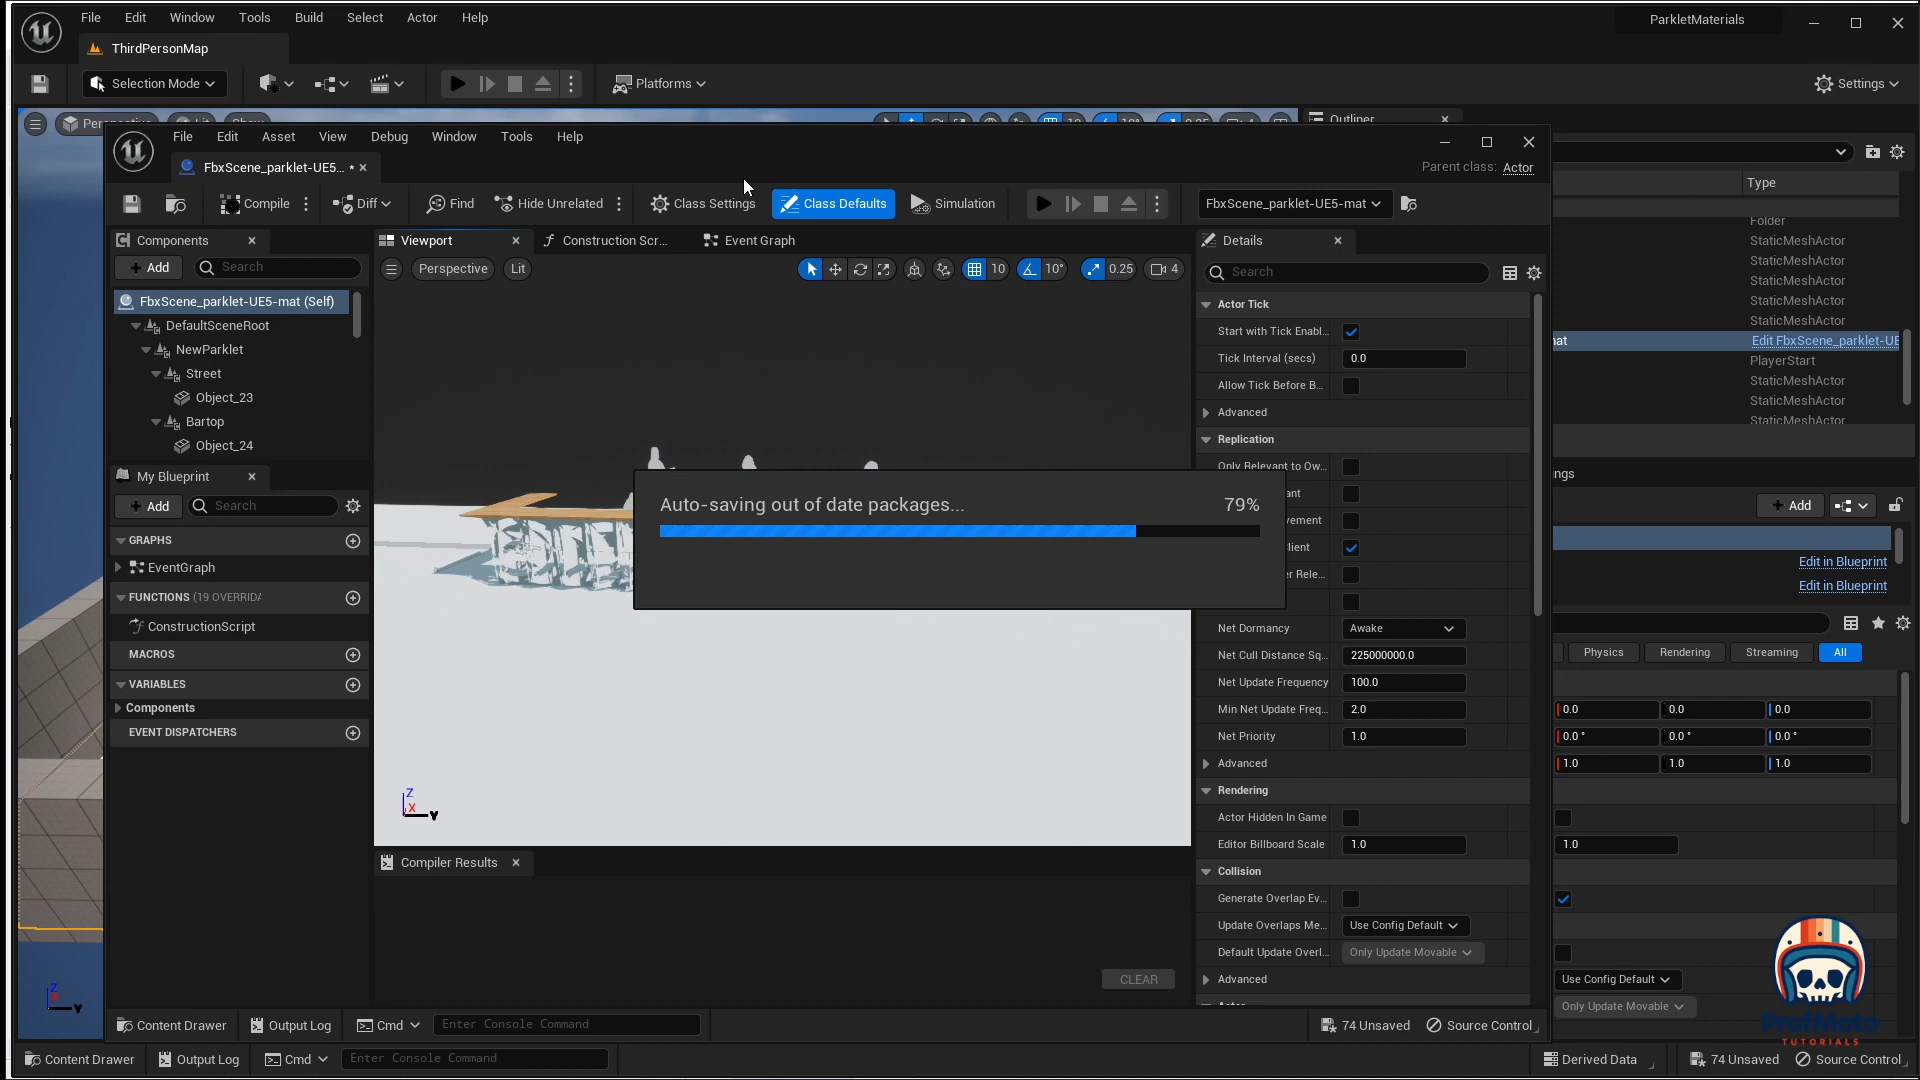 File Edit Window Tools Build Select Actor Help
ParkletMaterials
ThirdPersonMap
Selection Mode
Platforms
Settings
Outliner
File Edit Asset View Debug Window Tools Help
FbxScene_parklet-UE5... *
Parent class: Actor
Compile
Diff
Find
Hide Unrelated
Class Settings
Class Defaults
Simulation
FbxScene_parklet-UE5-mat
Type
Folder
StaticMeshActor
StaticMeshActor
StaticMeshActor
StaticMeshActor
StaticMeshActor
Edit FbxScene_parklet-UE
PlayerStart
StaticMeshActor
StaticMeshActor
StaticMeshActor
Components
Add
Search
FbxScene_parklet-UE5-mat (Self)
DefaultSceneRoot
NewParklet
Street
Object_23
Bartop
Object_24
My Blueprint
Add
Search
GRAPHS
EventGraph
FUNCTIONS (19 OVERRIDA
ConstructionScript
MACROS
VARIABLES
Components
EVENT DISPATCHERS
Viewport
Construction Scr...
Event Graph
Perspective
Lit
10
10°
0.25
4
Auto-saving out of date packages... 79%
Z
X
Y
Compiler Results
CLEAR
Details
Search
Actor Tick
Start with Tick Enabl...
Tick Interval (secs) 0.0
Allow Tick Before B...
Advanced
Replication
Only Relevant to Ow...
Net Dormancy Awake
Net Cull Distance Sq... 225000000.0
Net Update Frequency 100.0
Min Net Update Freq... 2.0
Net Priority 1.0
Advanced
Rendering
Actor Hidden In Game
Editor Billboard Scale 1.0
Collision
Generate Overlap Ev...
Update Overlaps Me... Use Config Default
Default Update Overl... Only Update Movable
Advanced
Add
Edit in Blueprint
Edit in Blueprint
Physics Rendering Streaming All
0.0 0.0 0.0
0.0 ° 0.0 ° 0.0 °
1.0 1.0 1.0
1.0
Use Config Default
Only Update Movable
ProfMoto
TUTORIALS
Content Drawer
Output Log
Cmd
Enter Console Command
74 Unsaved
Source Control
Content Drawer
Output Log
Cmd
Enter Console Command
Derived Data
74 Unsaved
Source Control